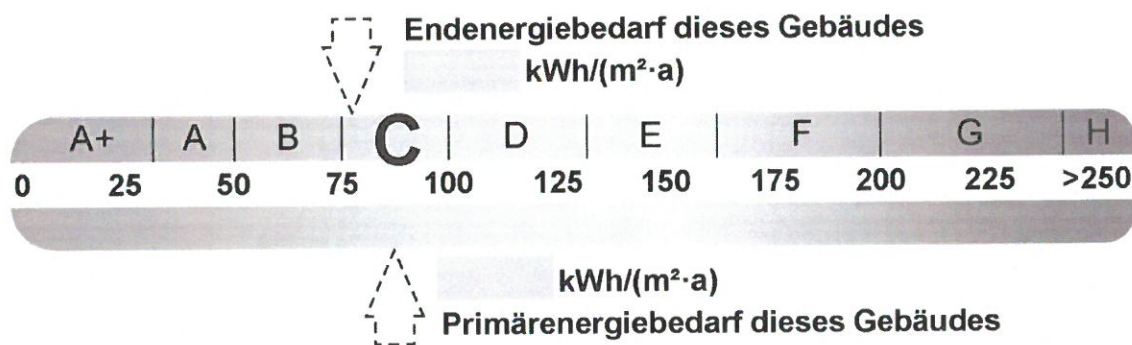 Endenergiebedarf dieses Gebäudes
kWh/(m²·a)
A+ A B C D E F G H
0 25 50 75 100 125 150 175 200 225 >250
kWh/(m²·a)
Primärenergiebedarf dieses Gebäudes